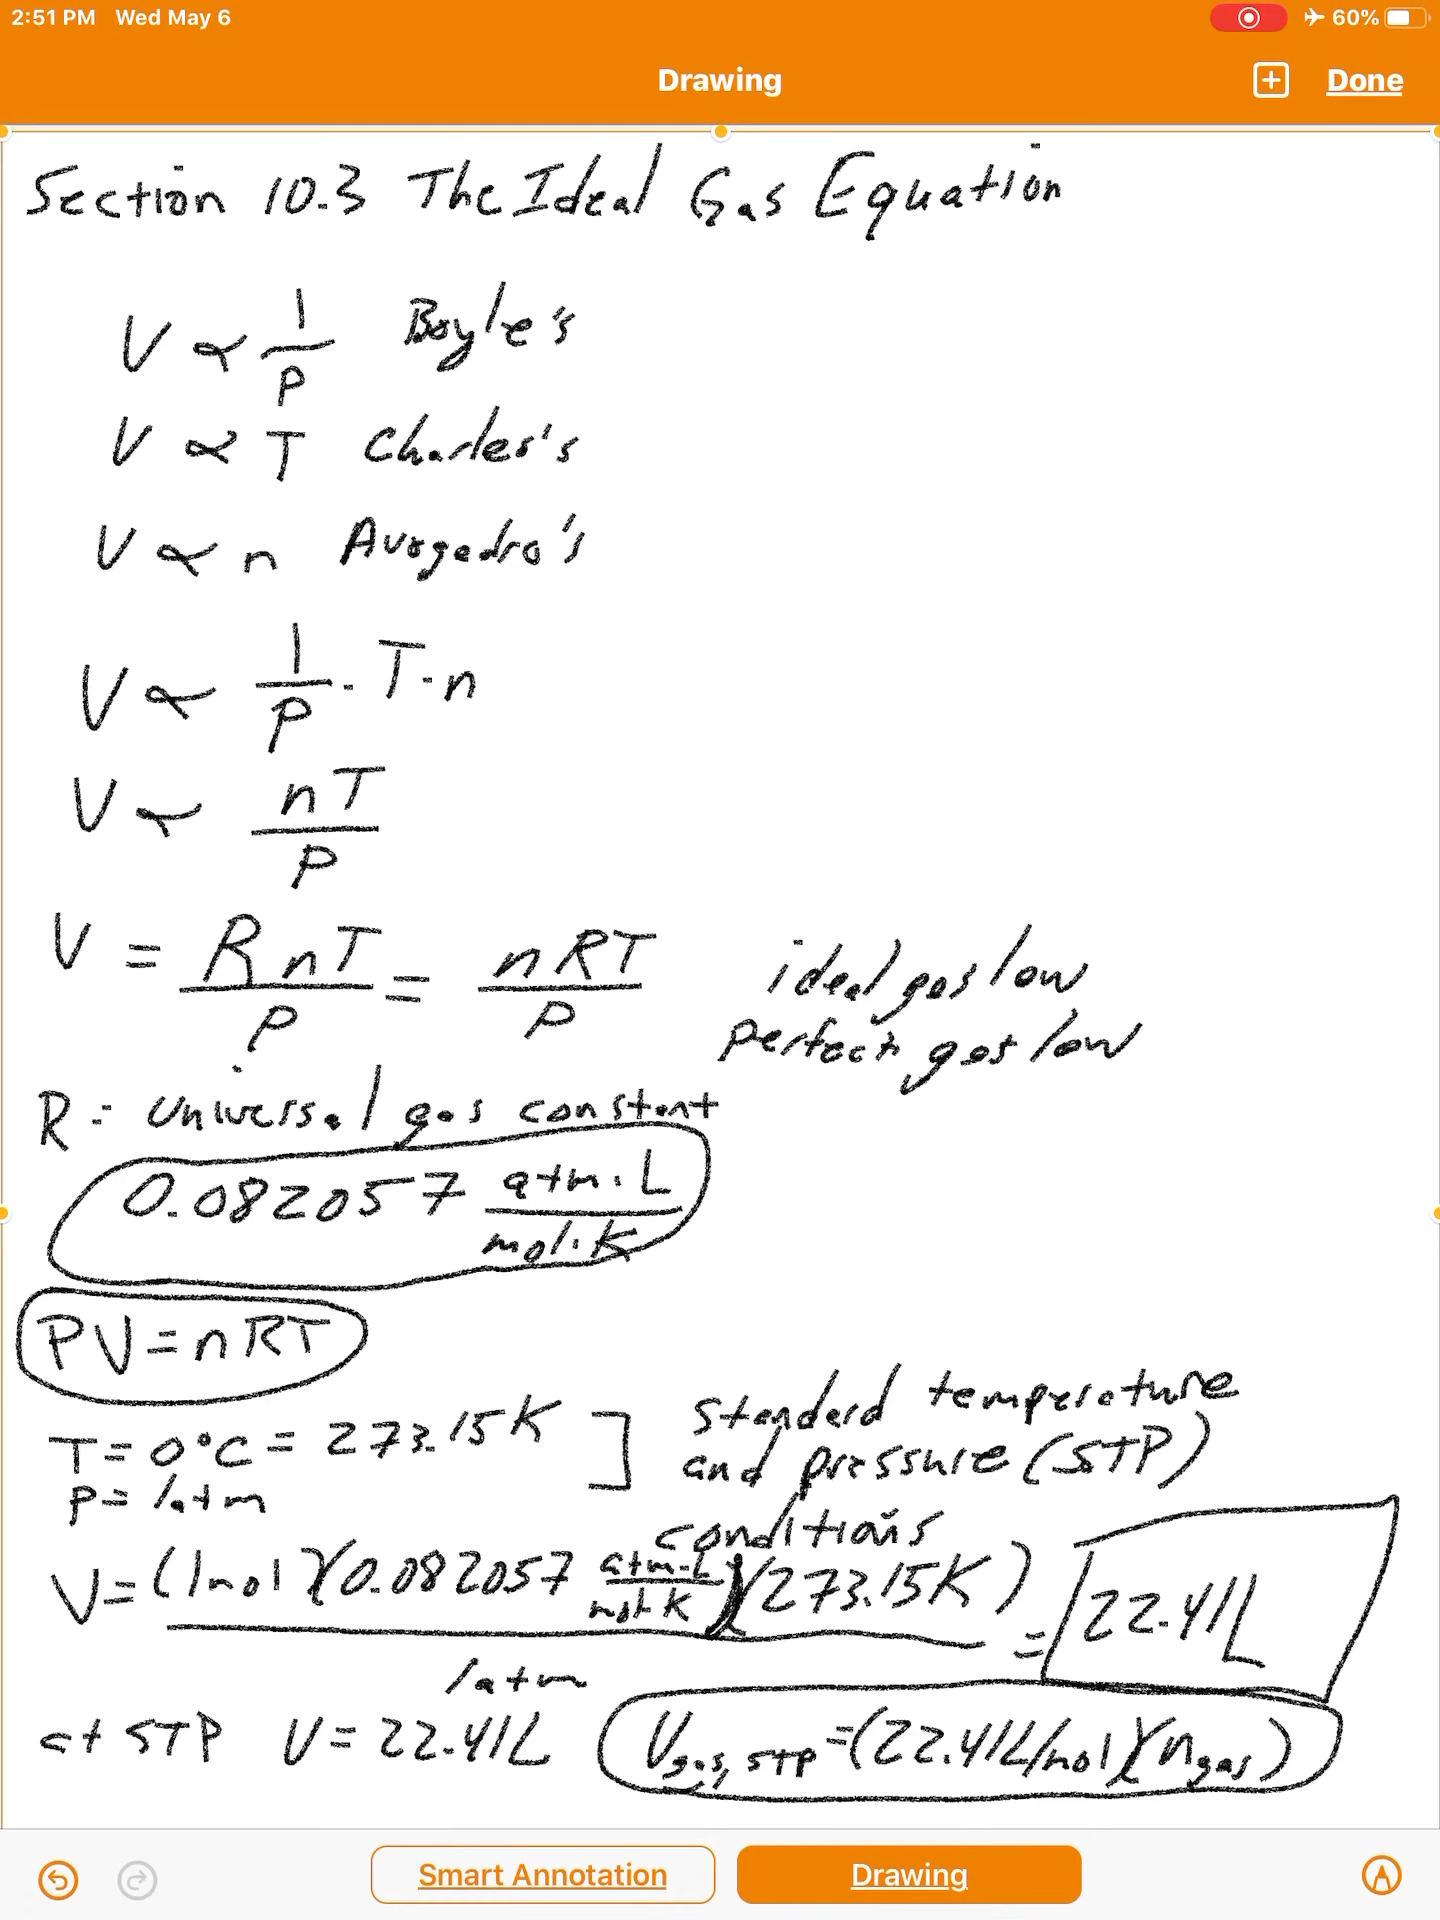 2:51 PM Wed May 6 60%
Drawing Done
Section 10.3 The Ideal Gas Equation
V ∝ 1/P Boyle's
V ∝ T Charles's
V ∝ n Avogadro's
V ∝ 1/P · T · n
V ∝ nT/P
V = RnT/P = nRT/P
ideal gas law
perfect gas law
R = universal gas constant
0.082057 atm·L/mol·K
PV = nRT
T = 0°C = 273.15K ] standard temperature
P = 1atm and pressure (STP)
conditions
V = (1mol)(0.082057 atm·L/mol·K)(273.15K)/1atm = 22.41L
at STP V = 22.41L V gas, STP = (22.41L/mol)(n gas)
Smart Annotation Drawing